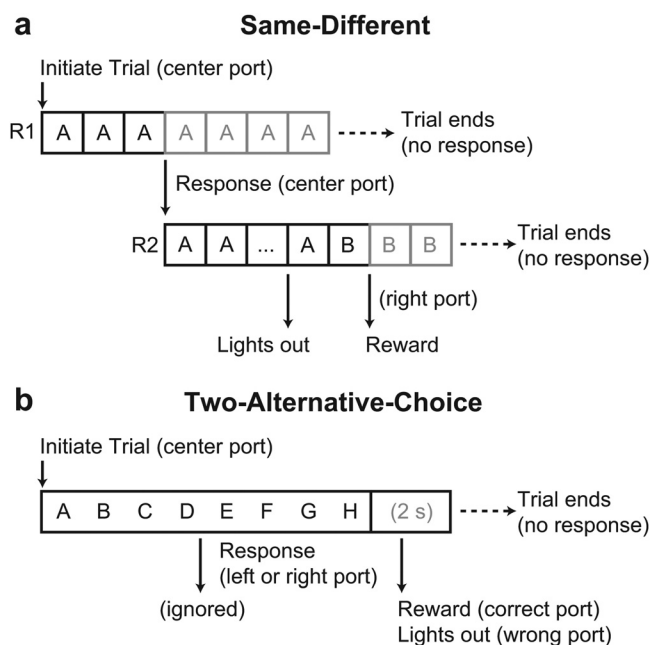 a
Same-Different
Initiate Trial (center port)
R1 A A A A A A A
Trial ends
(no response)
Response (center port)
R2 A A ... A B B B
Trial ends
(no response)
(right port)
Lights out
Reward
b
Two-Alternative-Choice
Initiate Trial (center port)
A B C D E F G H (2 s)
Trial ends
(no response)
Response
(left or right port)
(ignored)
Reward (correct port)
Lights out (wrong port)